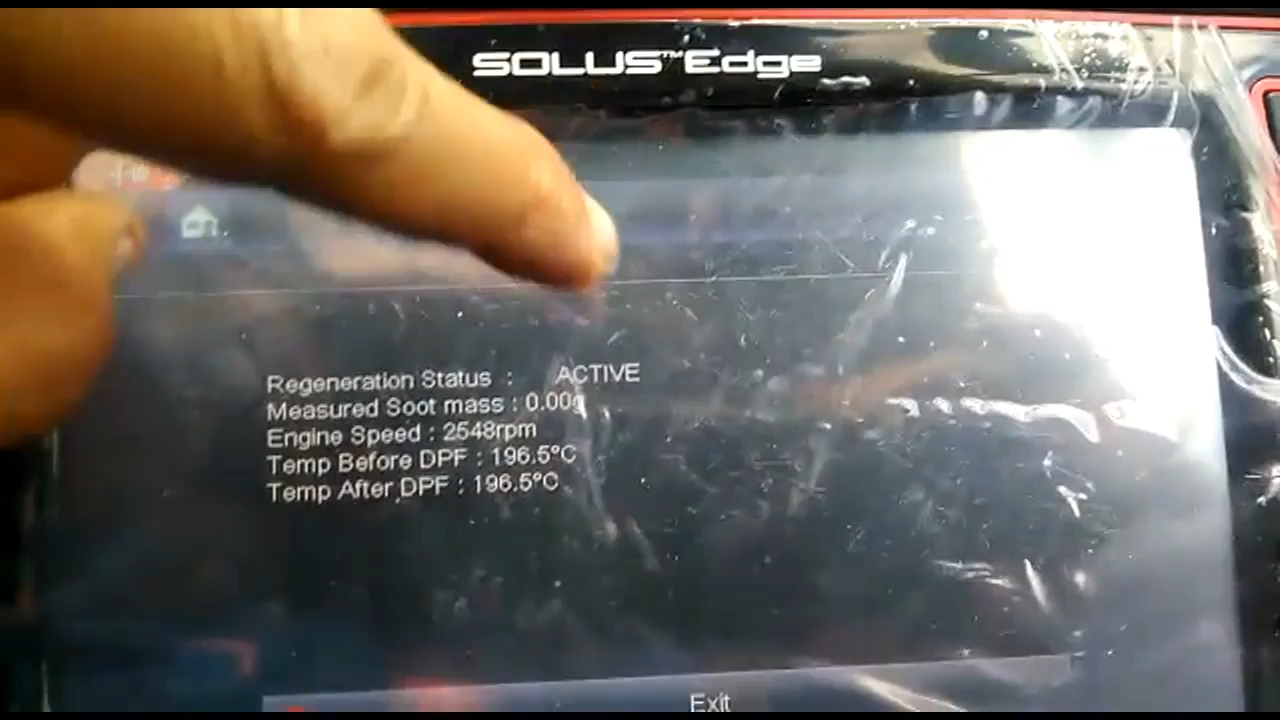 SOLUS™Edge
Regeneration Status : ACTIVE
Measured Soot mass : 0.00g
Engine Speed : 2548rpm
Temp Before DPF : 196.5°C
Temp After DPF : 196.5°C
Exit